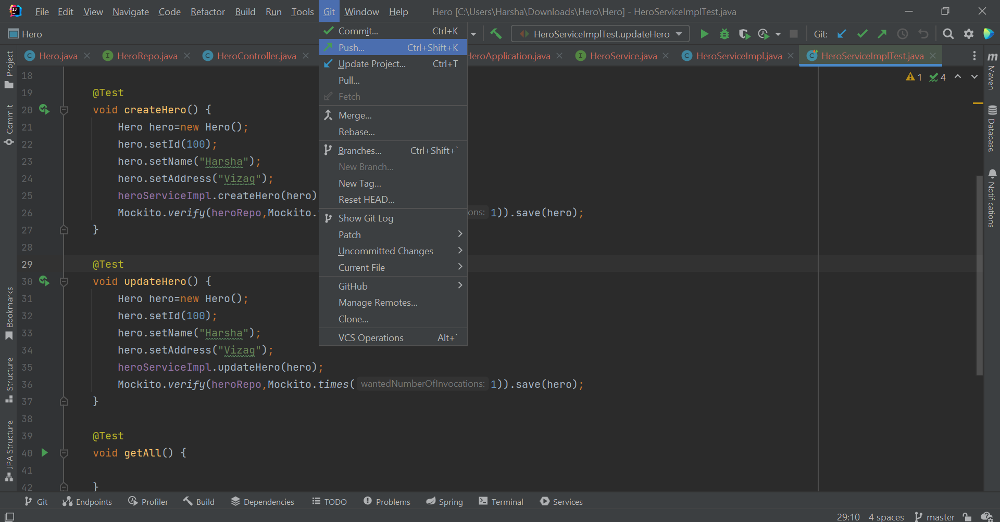 File Edit View Navigate Code Refactor Build Run Tools Git Window Help Hero [C:\Users\Harsha\Downloads\Hero\Hero] - HeroServiceImplTest.java
Hero HeroServiceImplTest.updateHero Git:
Hero.java HeroRepo.java HeroController.java HeroApplication.java HeroService.java HeroServiceImpl.java HeroServiceImplTest.java
Commit... Ctrl+K
Push... Ctrl+Shift+K
Update Project... Ctrl+T
Pull...
Fetch
Merge...
Rebase...
Branches... Ctrl+Shift+`
New Branch...
New Tag...
Reset HEAD...
Show Git Log
Patch
Uncommitted Changes
Current File
GitHub
Manage Remotes...
Clone...
VCS Operations Alt+`
1 4
18
19 @Test
20 void createHero() {
21 Hero hero=new Hero();
22 hero.setId(100);
23 hero.setName("Harsha");
24 hero.setAddress("Vizag");
25 heroServiceImpl.createHero(hero)
26 Mockito.verify(heroRepo,Mockito. ons: 1)).save(hero);
27 }
28
29 @Test
30 void updateHero() {
31 Hero hero=new Hero();
32 hero.setId(100);
33 hero.setName("Harsha");
34 hero.setAddress("Vizag");
35 heroServiceImpl.updateHero(hero);
36 Mockito.verify(heroRepo,Mockito.times( wantedNumberOfInvocations: 1)).save(hero);
37 }
38
39 @Test
40 void getAll() {
41
42 }
Project
Commit
Bookmarks
Structure
JPA Structure
m
Maven
Database
Notifications
Git Endpoints Profiler Build Dependencies TODO Problems Spring Terminal Services
29:10 4 spaces master